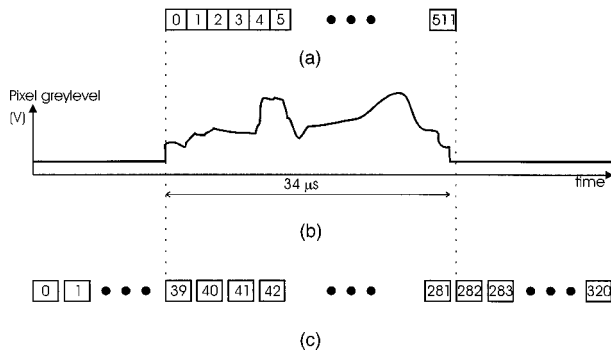 0 1 2 3 4 5 ● ● ● 511
(a)
Pixel greylevel
(V)
time
34 µs
(b)
0 1 ● ● ● 39 40 41 42 ● ● ● 281 282 283 ● ● ● 320
(c)